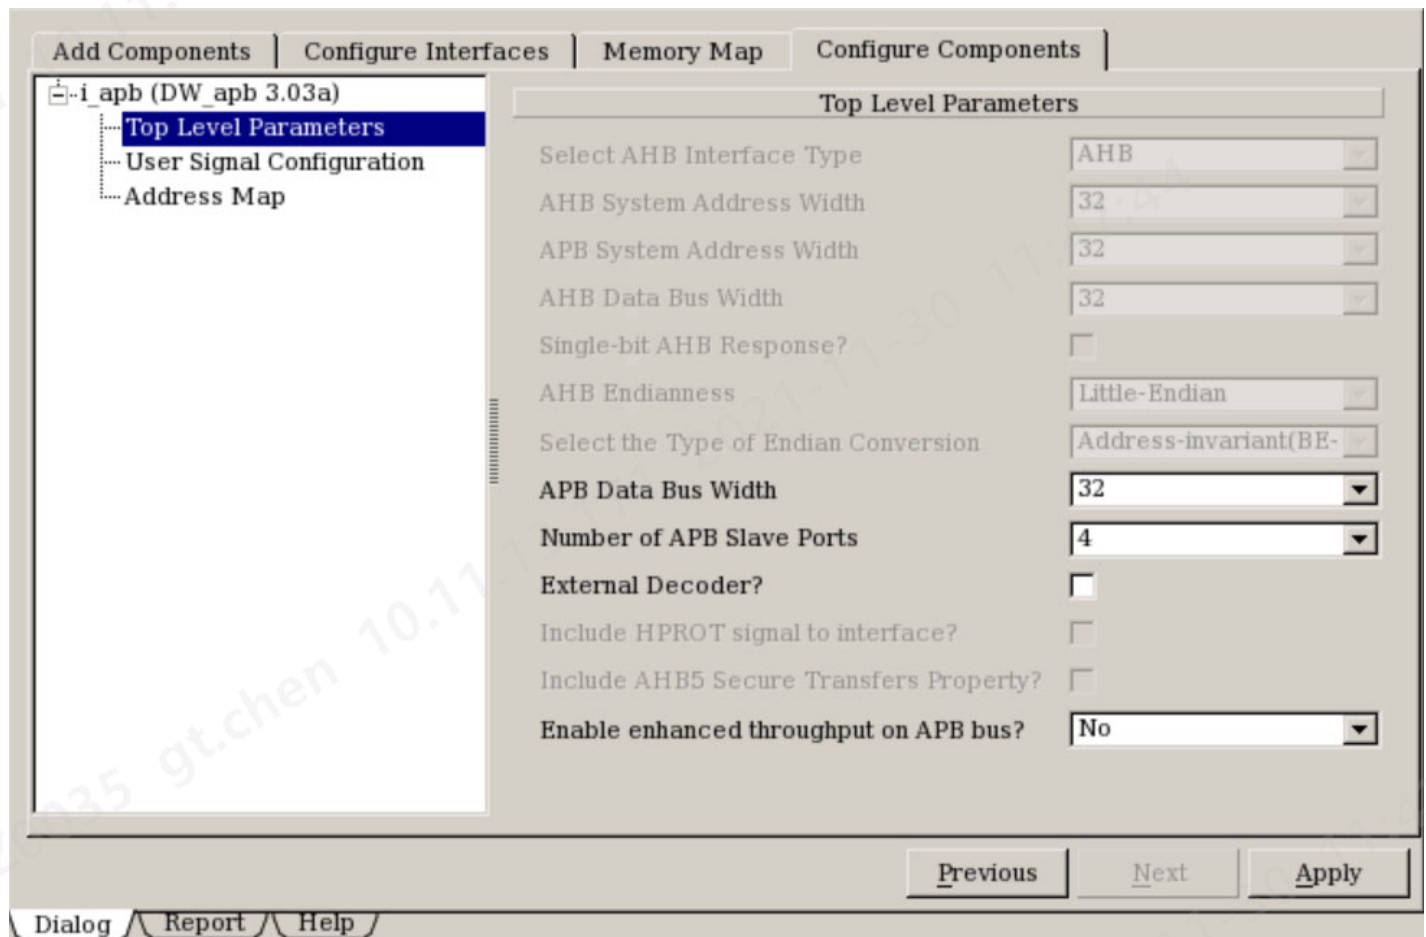 Add Components Configure Interfaces Memory Map Configure Components
i_apb (DW_apb 3.03a)
Top Level Parameters
User Signal Configuration
Address Map
Top Level Parameters
Select AHB Interface Type AHB
AHB System Address Width 32
APB System Address Width 32
AHB Data Bus Width 32
Single-bit AHB Response?
AHB Endianness Little-Endian
Select the Type of Endian Conversion Address-invariant(BE-
APB Data Bus Width 32
Number of APB Slave Ports 4
External Decoder?
Include HPROT signal to interface?
Include AHB5 Secure Transfers Property?
Enable enhanced throughput on APB bus? No
Previous Next Apply
Dialog Report Help